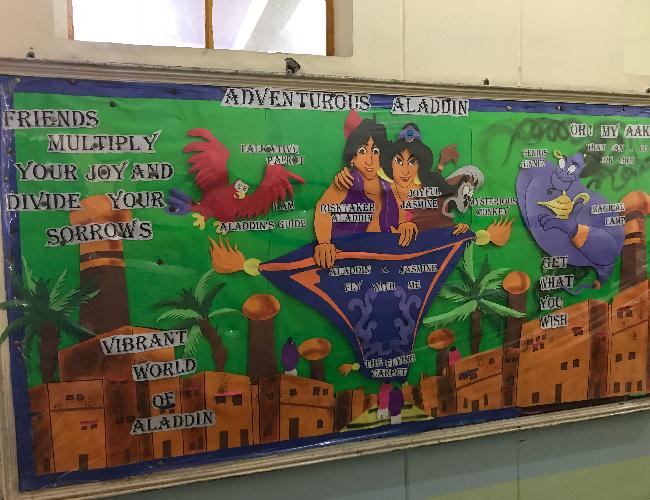 ADVENTUROUS ALADDIN
FRIENDS
MULTIPLY
YOUR JOY AND
DIVIDE YOUR
SORROWS
TALKATIVE
PARROT
I AM
ALADDIN'S GUIDE
RISKTAKER
ALADDIN
JOYFUL
JASMINE
MYSTERIOUS
MONKEY
OH! MY AAK
GENIUS
MAGICAL
LAMP
GET
WHAT
YOU
WISH
ALADDIN & JASMINE
FLY WITH ME
THE FLYING
CARPET
VIBRANT
WORLD
OF
ALADDIN